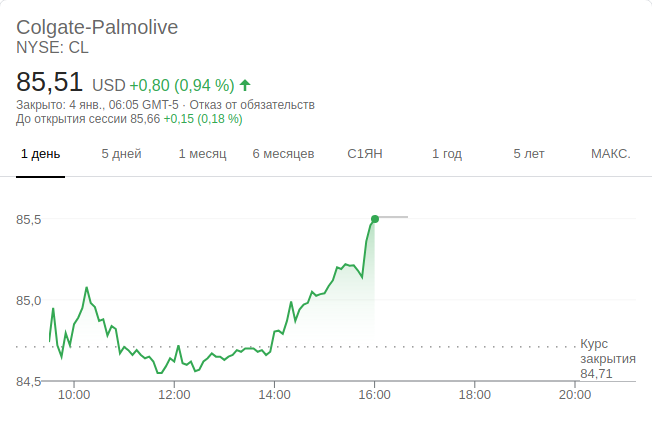 Colgate-Palmolive
NYSE: CL
85,51 USD +0,80 (0,94 %)
Закрыто: 4 янв., 06:05 GMT-5 · Отказ от обязательств
До открытия сессии 85,66 +0,15 (0,18 %)
1 день 5 дней 1 месяц 6 месяцев С1ЯН 1 год 5 лет МАКС.
85,5
85,0
Курс
закрытия
84,71
84,5
10:00 12:00 14:00 16:00 18:00 20:00